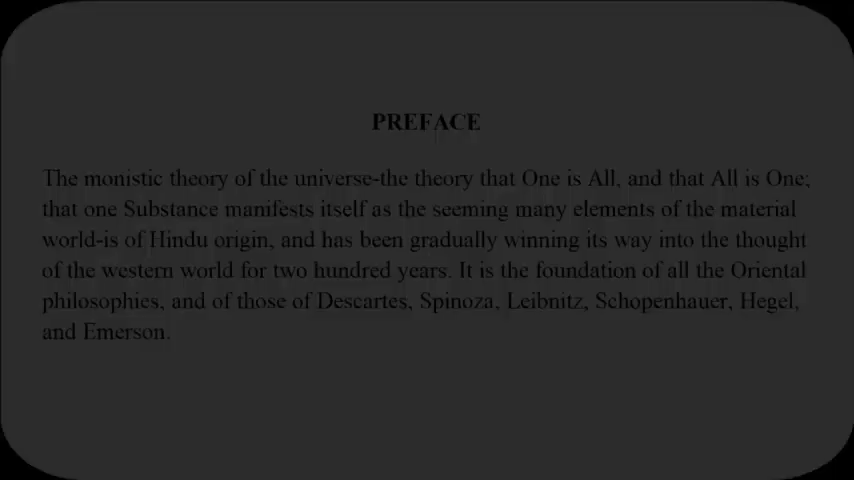 PREFACE
The monistic theory of the universe-the theory that One is All, and that All is One;
that one Substance manifests itself as the seeming many elements of the material
world-is of Hindu origin, and has been gradually winning its way into the thought
of the western world for two hundred years. It is the foundation of all the Oriental
philosophies, and of those of Descartes, Spinoza, Leibnitz, Schopenhauer, Hegel,
and Emerson.